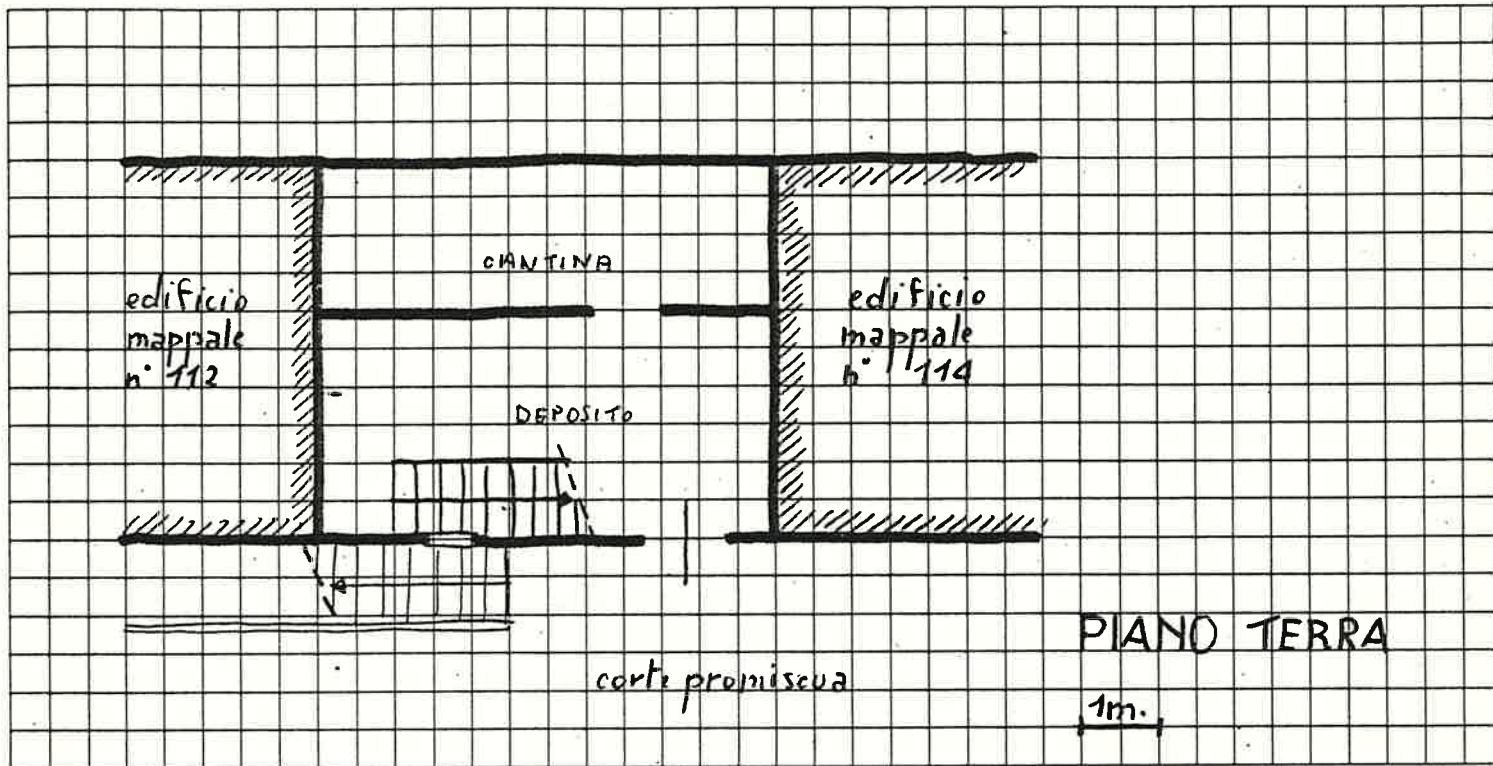 CANTINA
edificio
mappale
n° 112
edificio
mappale
n° 114
DEPOSITO
PIANO TERRA
corte promiscua
1m.